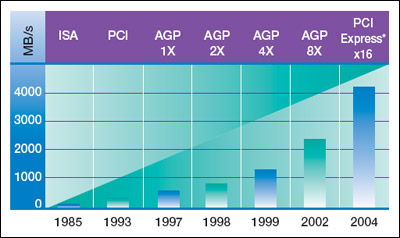 MB/s
ISA
PCI
AGP
1X
AGP
2X
AGP
4X
AGP
8X
PCI
Express*
x16
4000
3000
2000
1000
0
1985
1993
1997
1998
1999
2002
2004